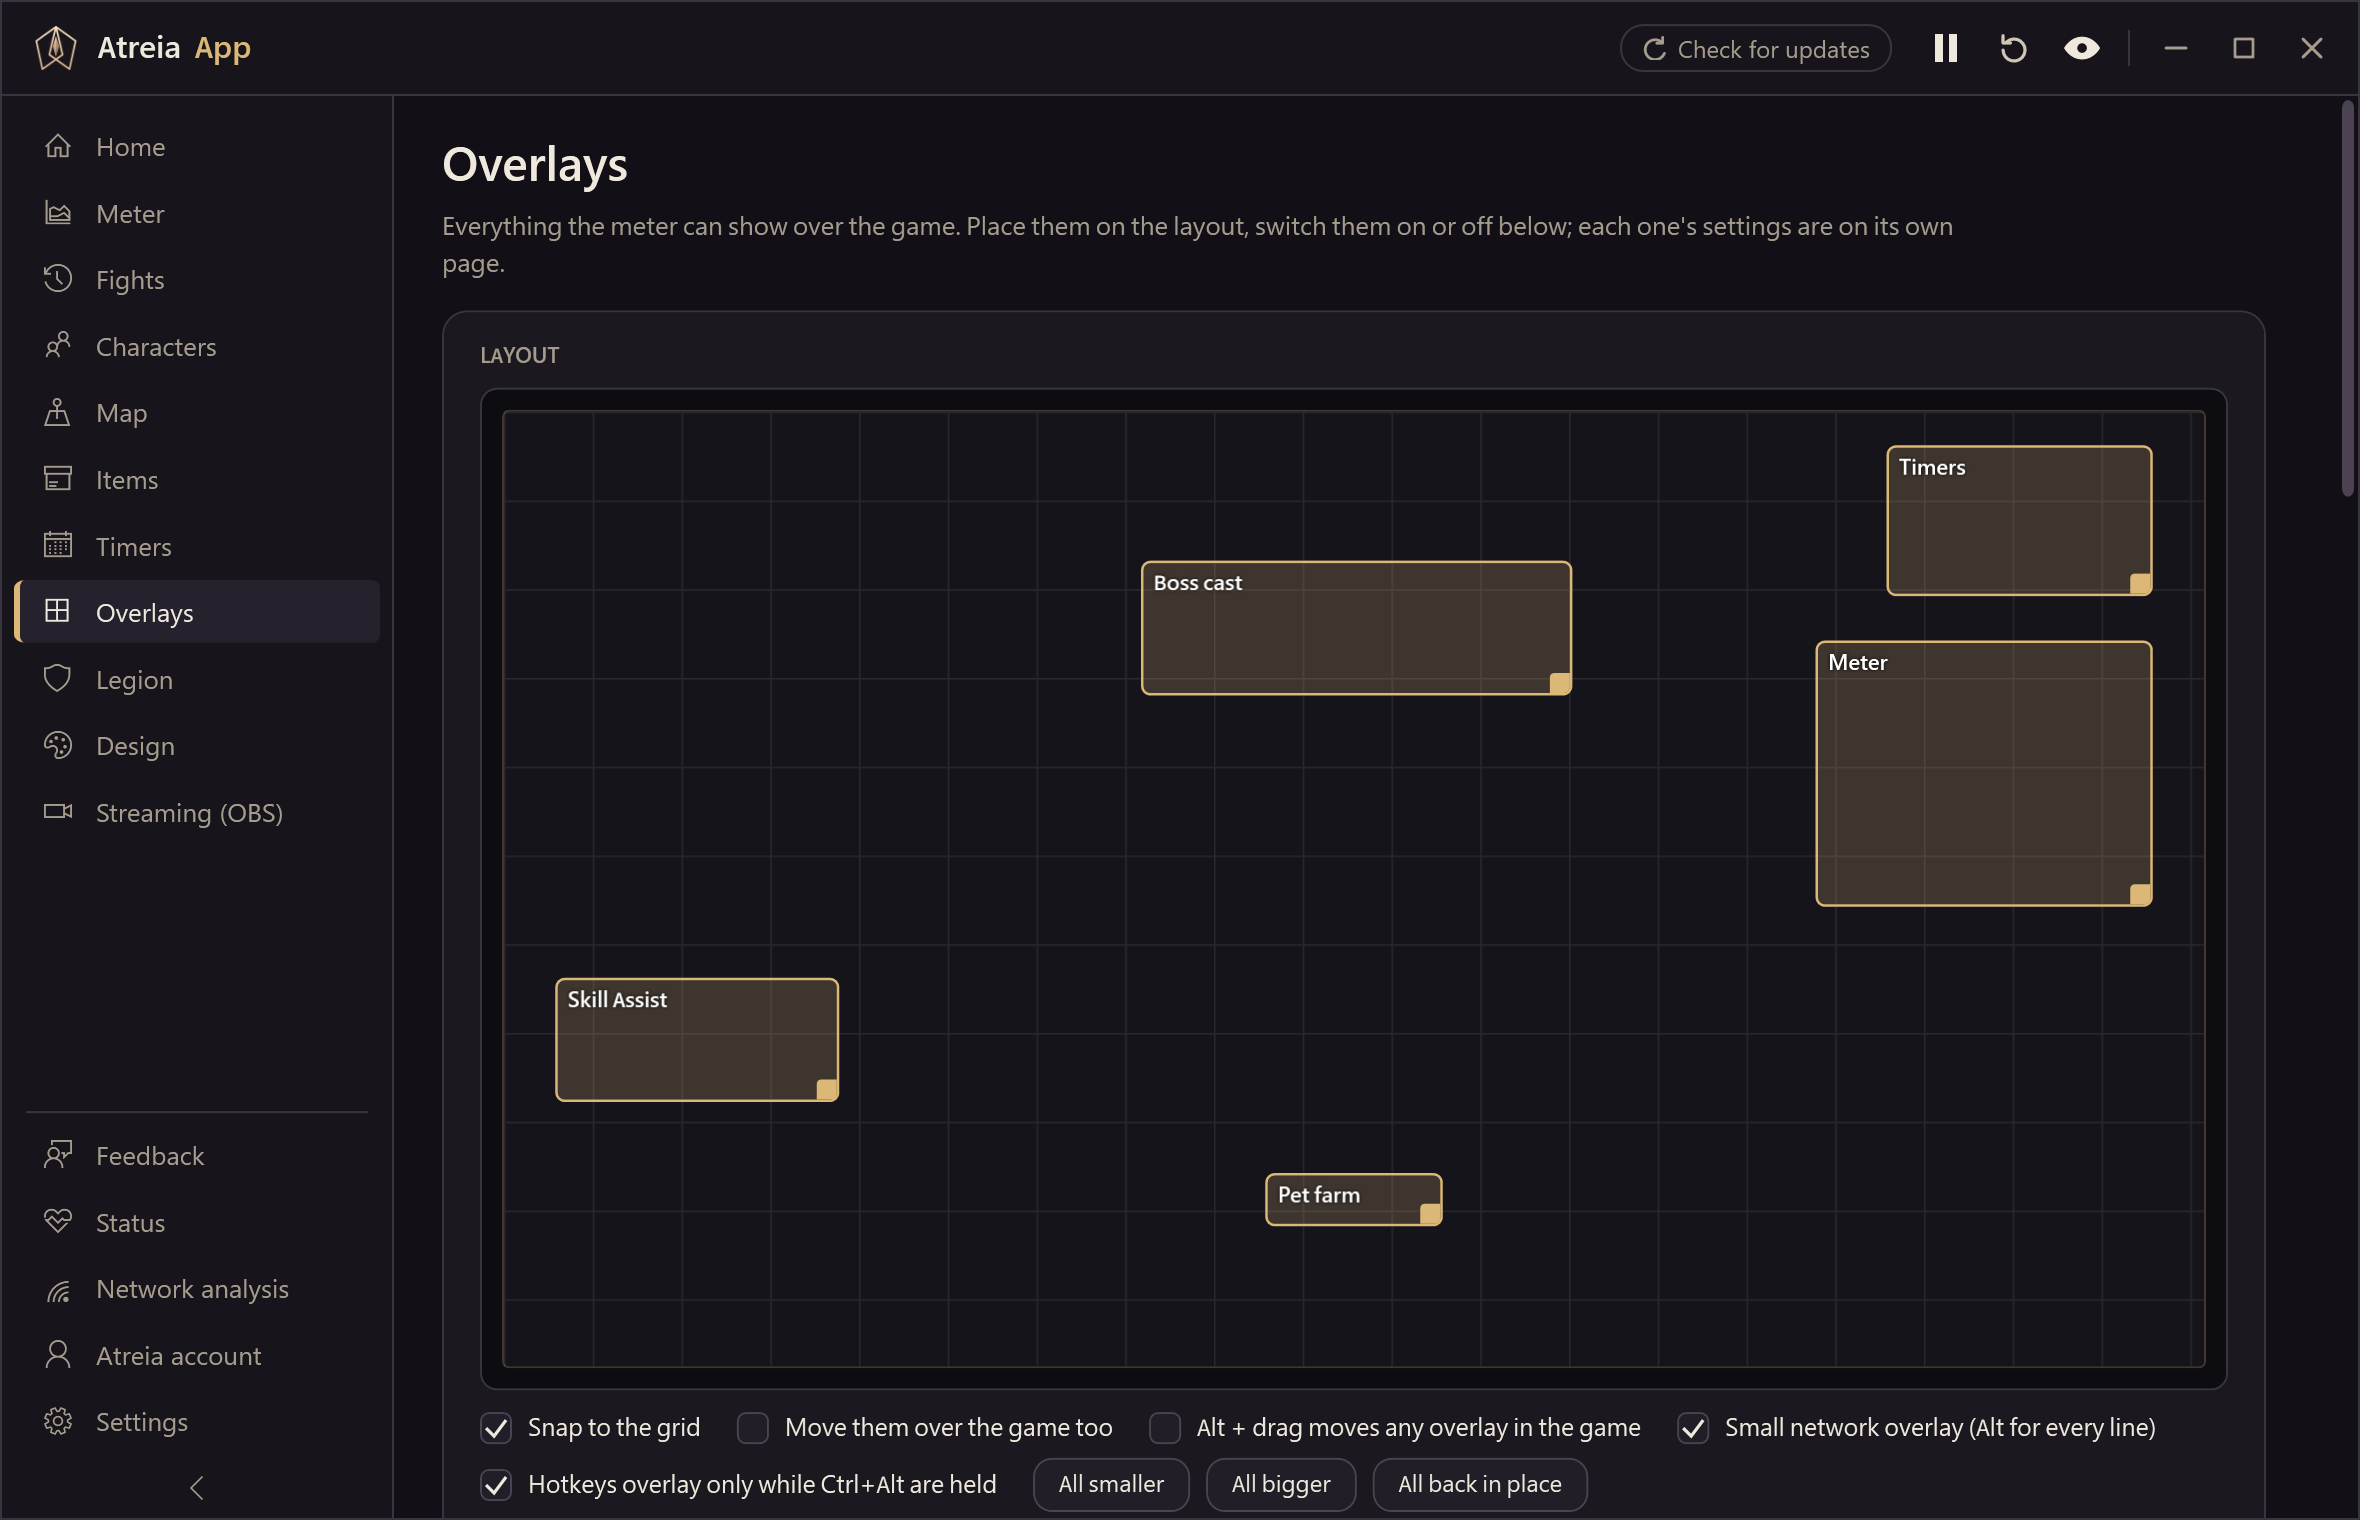 Atreia App
Check for updates
Home
Meter
Fights
Characters
Map
Items
Timers
Overlays
Legion
Design
Streaming (OBS)
Feedback
Status
Network analysis
Atreia account
Settings
Overlays
Everything the meter can show over the game. Place them on the layout, switch them on or off below; each one's settings are on its own
page.
LAYOUT
Timers
Boss cast
Meter
Skill Assist
Pet farm
Snap to the grid
Move them over the game too
Alt + drag moves any overlay in the game
Small network overlay (Alt for every line)
Hotkeys overlay only while Ctrl+Alt are held
All smaller
All bigger
All back in place